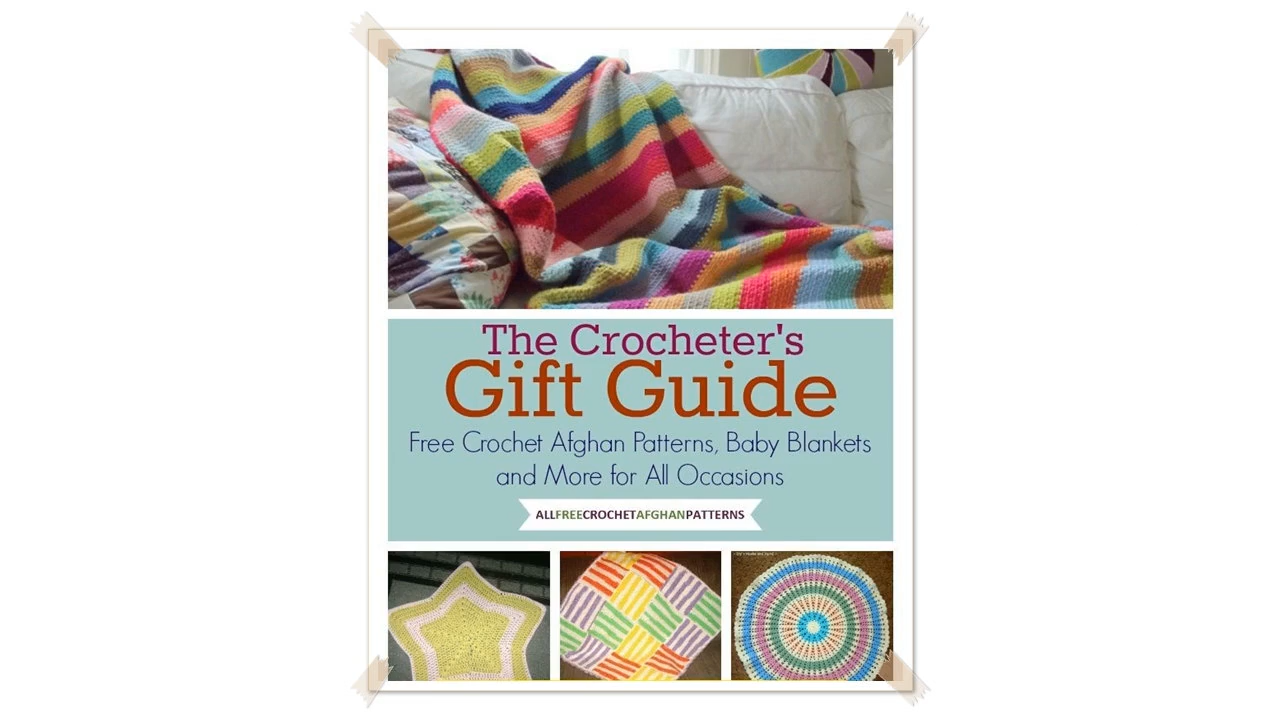 The Crocheter's
Gift Guide
Free Crochet Afghan Patterns, Baby Blankets
and More for All Occasions
ALLFREECROCHETAFGHANPATTERNS